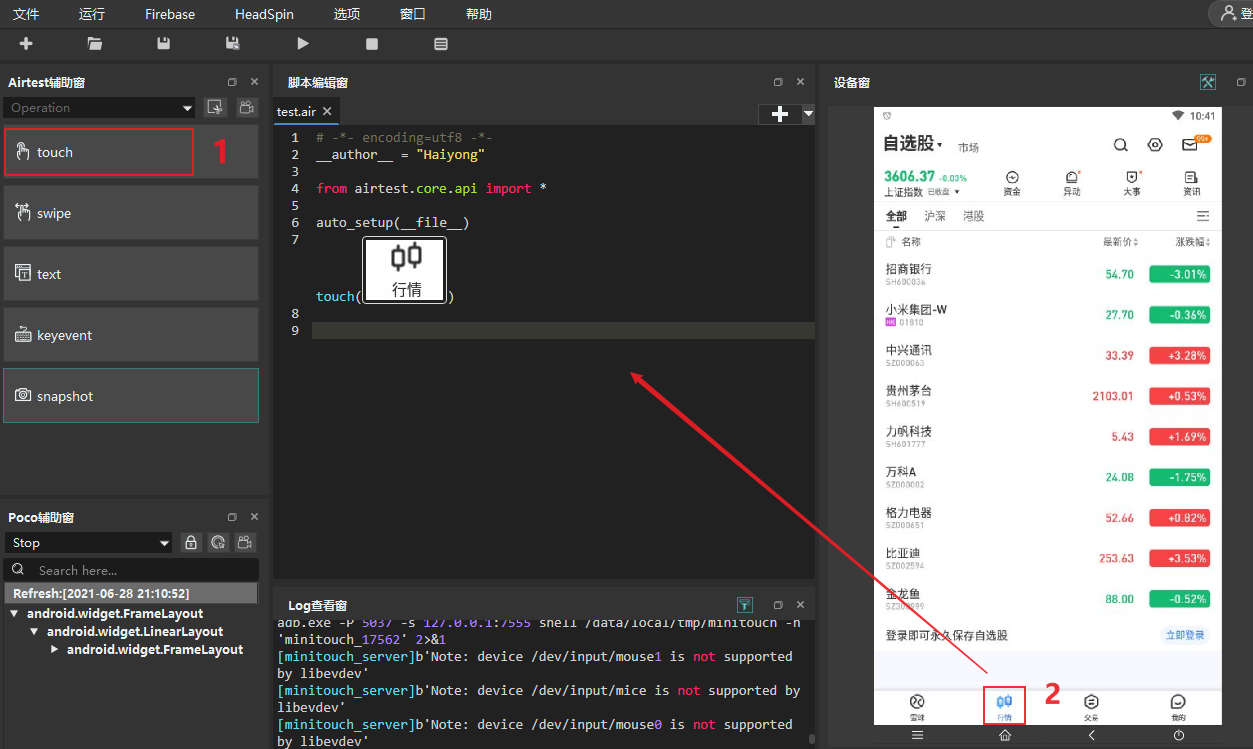 文件 运行 Firebase HeadSpin 选项 窗口 帮助 登
Airtest辅助窗
Operation
touch
1
swipe
text
keyevent
snapshot
Poco辅助窗
Stop
Search here...
Refresh:[2021-06-28 21:10:52]
android.widget.FrameLayout
android.widget.LinearLayout
android.widget.FrameLayout
脚本编辑窗
test.air
1 # -*- encoding=utf8 -*-
2 __author__ = "Haiyong"
3
4 from airtest.core.api import *
5
6 auto_setup(__file__)
7
行情
touch( )
8
9
Log查看窗
adb.exe -P 5037 -s 127.0.0.1:7555 shell /data/local/tmp/minitouch -n
'minitouch_17562' 2>&1
[minitouch_server]b'Note: device /dev/input/mouse1 is not supported
by libevdev'
[minitouch_server]b'Note: device /dev/input/mice is not supported by
libevdev'
[minitouch_server]b'Note: device /dev/input/mouse0 is not supported
by libevdev'
设备窗
10:41
自选股 市场
99+
3606.37 -0.03%
上证指数 已收盘
资金 异动 大事 资讯
全部 沪深 港股
名称 最新价 涨跌幅
招商银行 54.70 -3.01%
SH600036
小米集团-W 27.70 -0.36%
HK 01810
中兴通讯 33.39 +3.28%
SZ000063
贵州茅台 2103.01 +0.53%
SH600519
力帆科技 5.43 +1.69%
SH601777
万科A 24.08 -1.75%
SZ000002
格力电器 52.66 +0.82%
SZ000651
比亚迪 253.63 +3.53%
SZ002594
金龙鱼 88.00 -0.52%
SZ300999
登录即可永久保存自选股 立即登录
2
雪球 行情 交易 我的